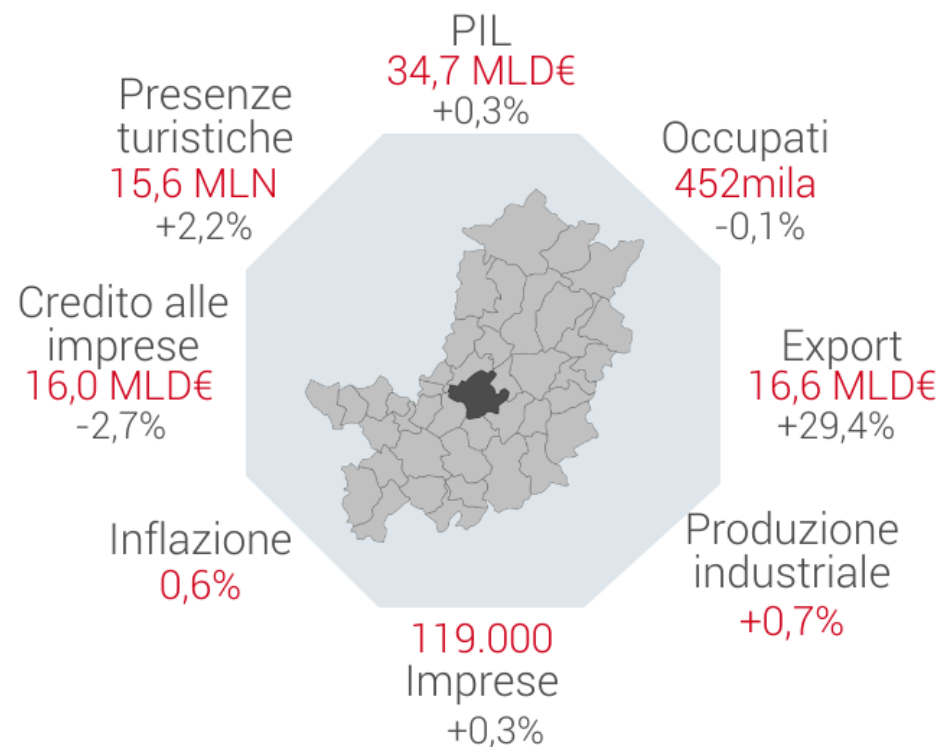 PIL
34,7 MLD€
+0,3%
Presenze
turistiche
15,6 MLN
+2,2%
Occupati
452mila
-0,1%
Credito alle
imprese
16,0 MLD€
-2,7%
Export
16,6 MLD€
+29,4%
Inflazione
0,6%
Produzione
industriale
+0,7%
119.000
Imprese
+0,3%